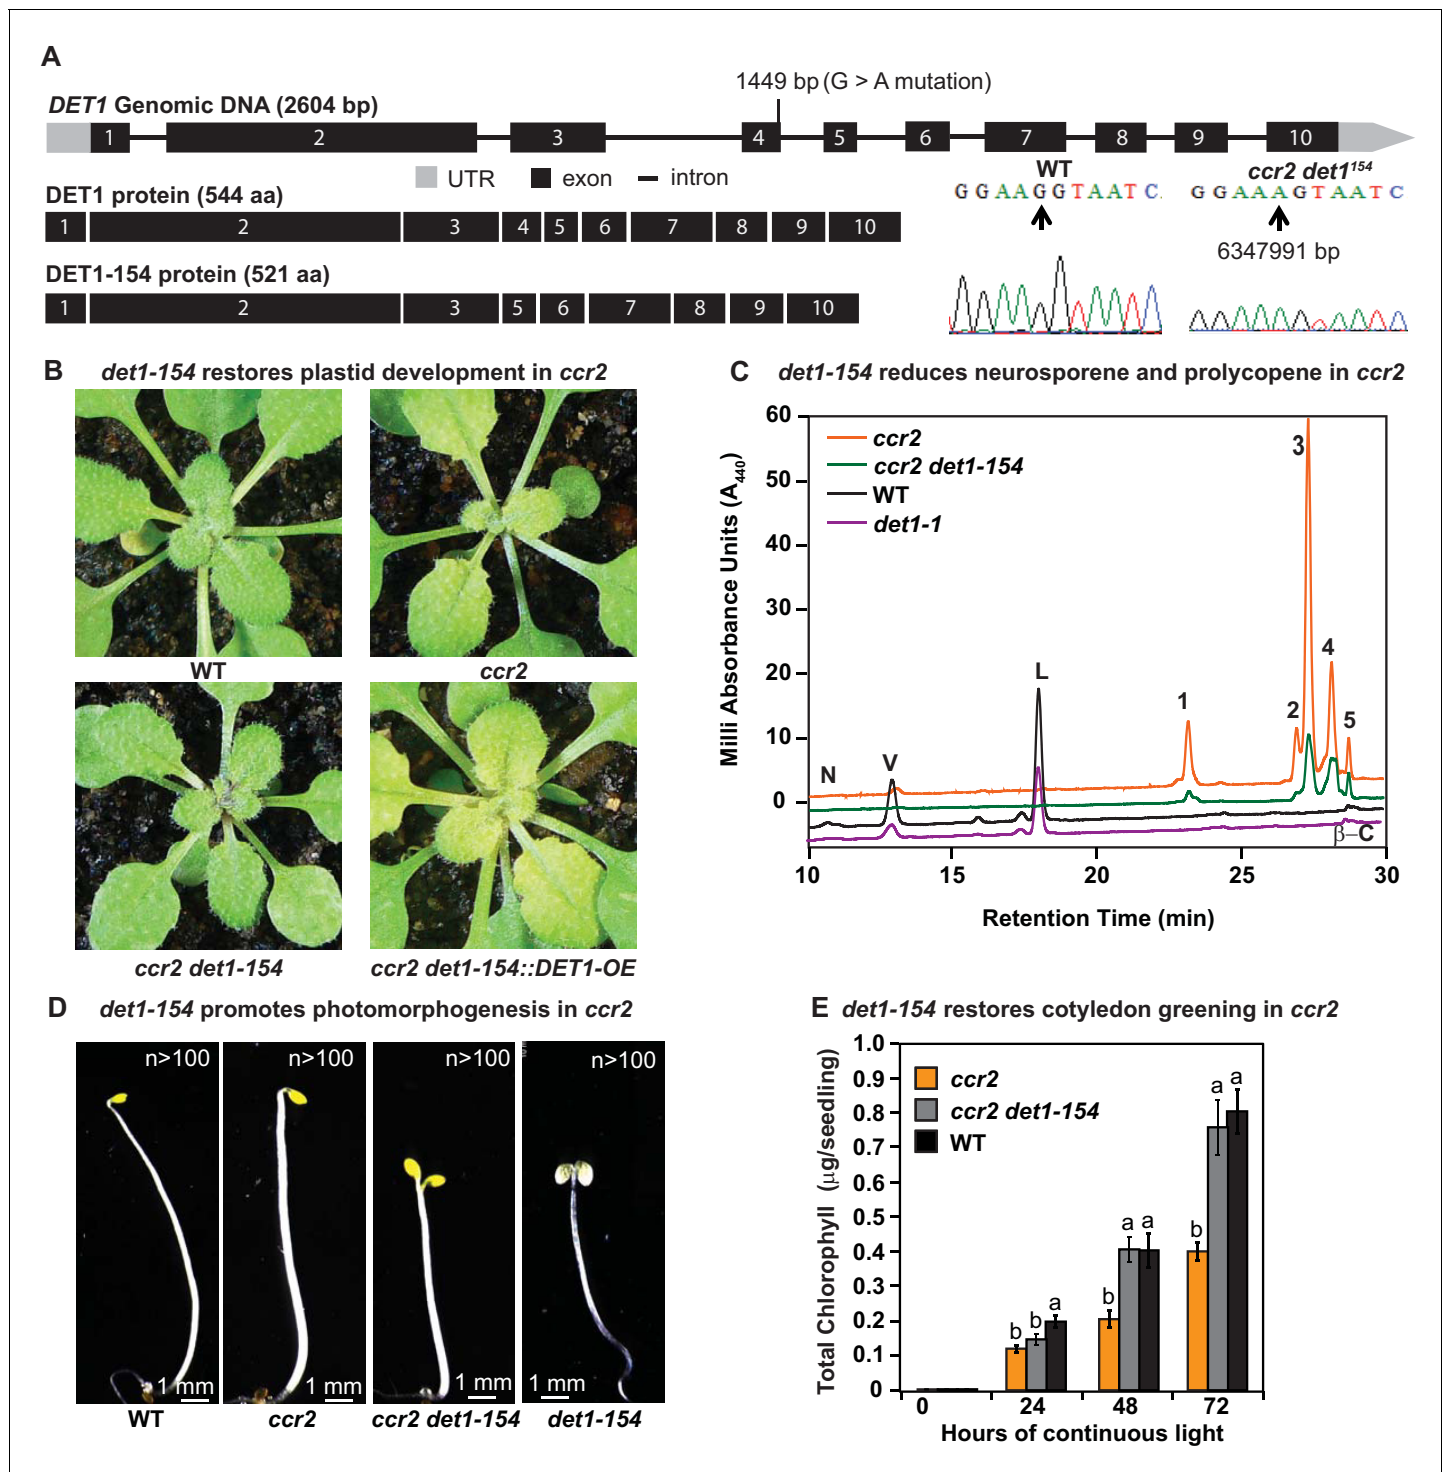 A
1449 bp (G > A mutation)
DET1 Genomic DNA (2604 bp)
1 2 3 4 5 6 7 8 9 10
UTR exon intron
DET1 protein (544 aa)
1 2 3 4 5 6 7 8 9 10
DET1-154 protein (521 aa)
1 2 3 5 6 7 8 9 10
WT
G G A A G G T A A T C
ccr2 det1154
G G A A A G T A A T C
6347991 bp
B det1-154 restores plastid development in ccr2
WT
ccr2
ccr2 det1-154
ccr2 det1-154::DET1-OE
C det1-154 reduces neurosporene and prolycopene in ccr2
Milli Absorbance Units (A440)
60
50
40
30
20
10
0
ccr2
ccr2 det1-154
WT
det1-1
N V L 1 2 3 4 5
β–C
10 15 20 25 30
Retention Time (min)
D det1-154 promotes photomorphogenesis in ccr2
n>100 n>100 n>100 n>100
1 mm 1 mm 1 mm 1 mm
WT ccr2 ccr2 det1-154 det1-154
E det1-154 restores cotyledon greening in ccr2
Total Chlorophyll (μg/seedling)
1.0
0.9
0.8
0.7
0.6
0.5
0.4
0.3
0.2
0.1
0
ccr2
ccr2 det1-154
WT
b b a
b a a
b a a
0 24 48 72
Hours of continuous light